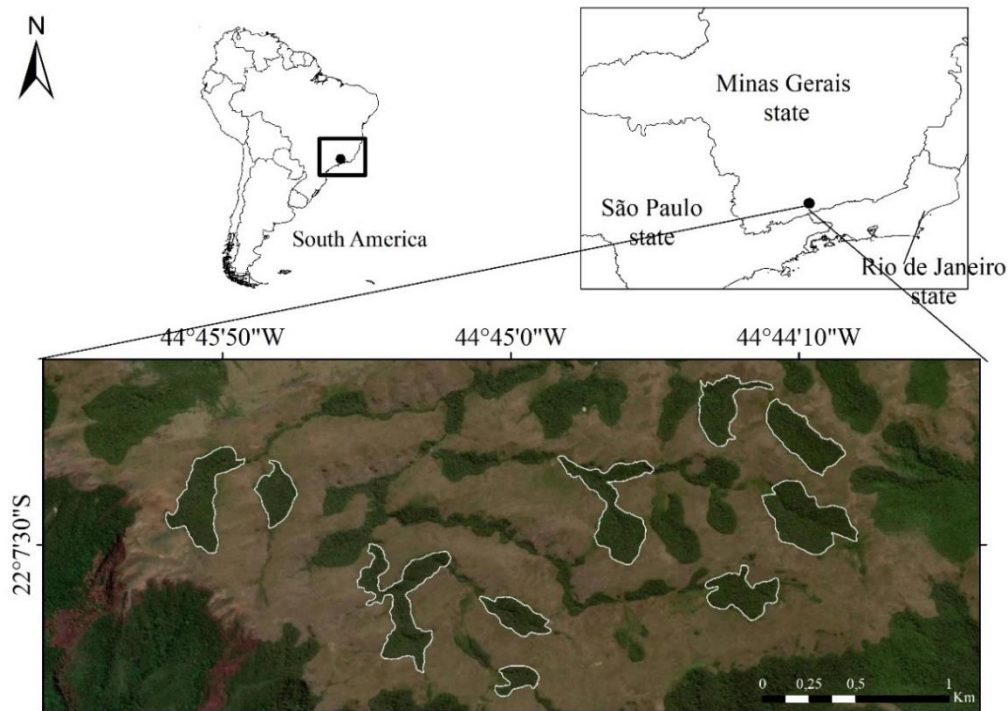 N
Minas Gerais
state
São Paulo
state
South America
Rio de Janeiro
state
44°45'50"W
44°45'0"W
44°44'10"W
22°7'30"S
0 0,25 0,5 1
Km